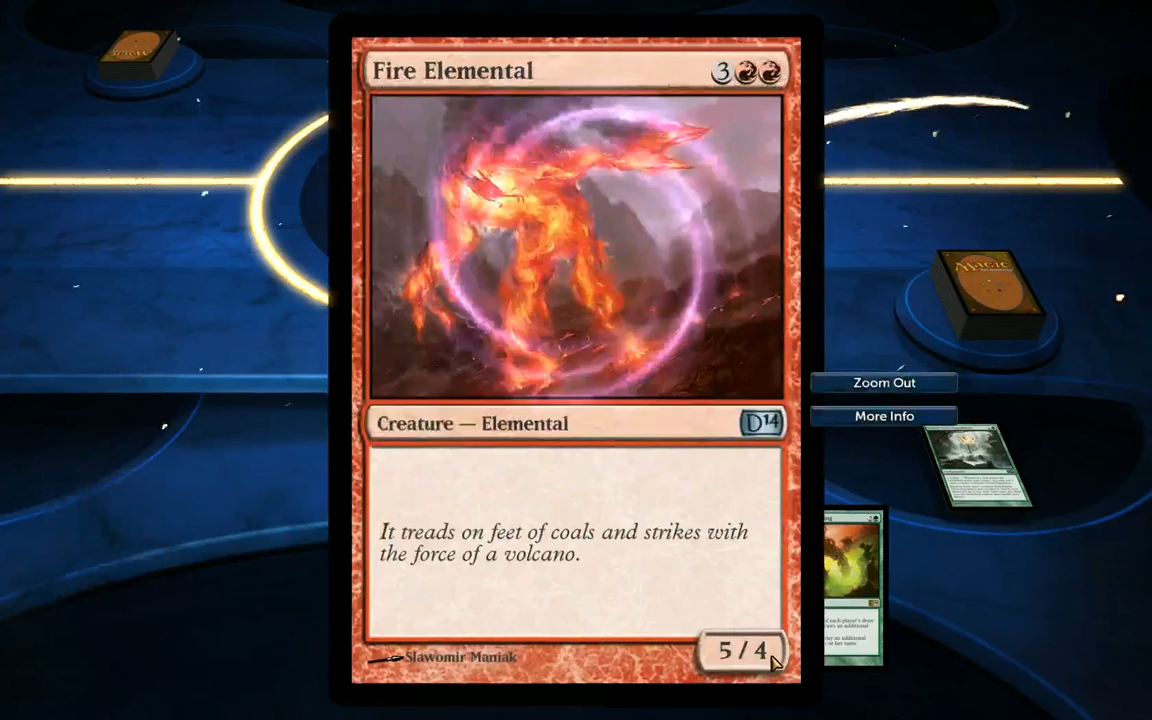 Fire Elemental
3
Creature — Elemental
D14
It treads on feet of coals and strikes with
the force of a volcano.
Slawomir Maniak
5 / 4
MAGIC
Zoom Out
More Info